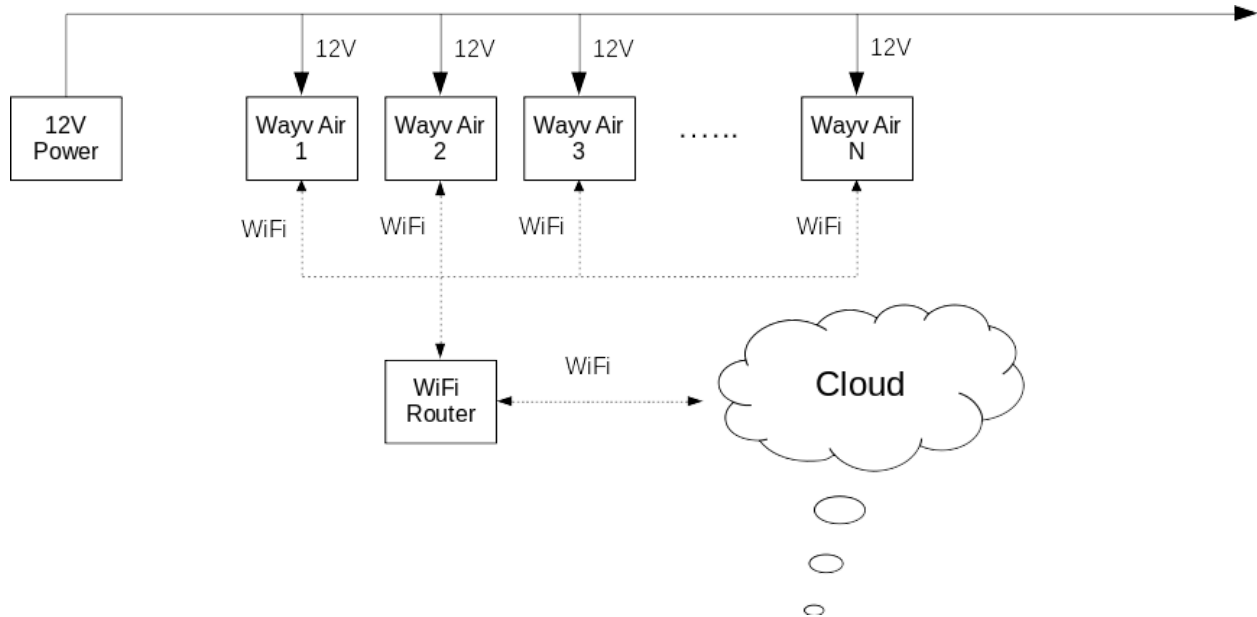 12V
12V
12V
12V
12V
Power
Wayv Air
1
Wayv Air
2
Wayv Air
3
......
Wayv Air
N
WiFi
WiFi
WiFi
WiFi
WiFi
Router
WiFi
Cloud